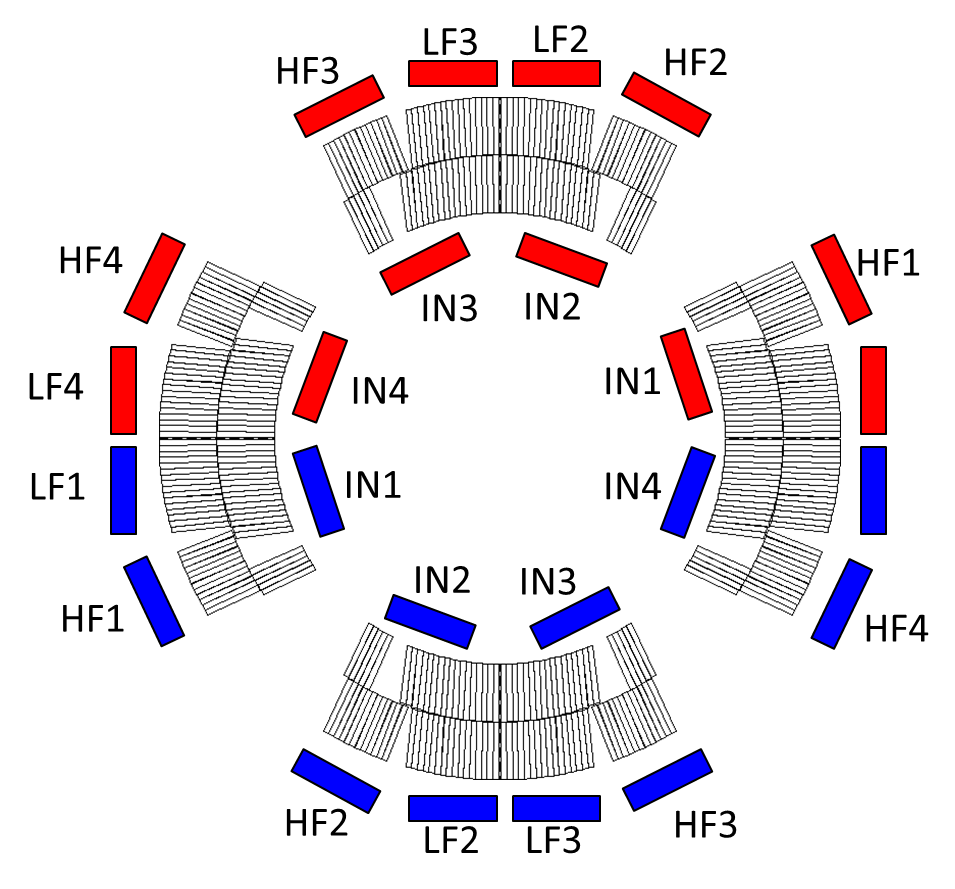 LF3 LF2
HF3 HF2
HF4 HF1
IN3 IN2
LF4 IN4 IN1
LF1 IN1 IN4
IN2 IN3
HF1 HF4
HF2 HF3
LF2 LF3